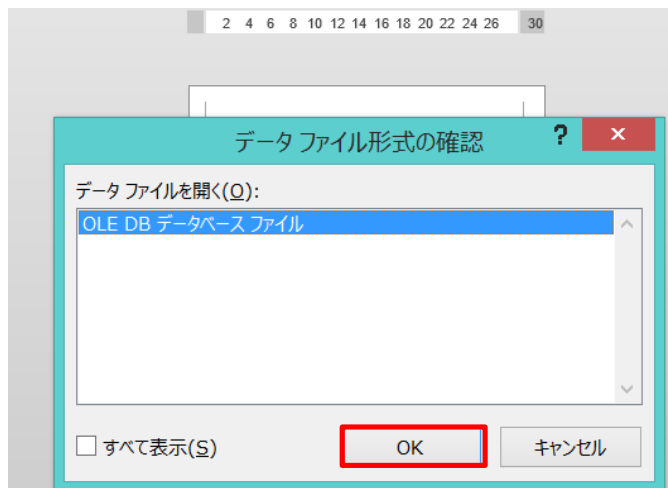 2 4 6 8 10 12 14 16 18 20 22 24 26 30
データ ファイル形式の確認 ? ×
データ ファイルを開く(O):
OLE DB データベース ファイル
すべて表示(S) OK キャンセル